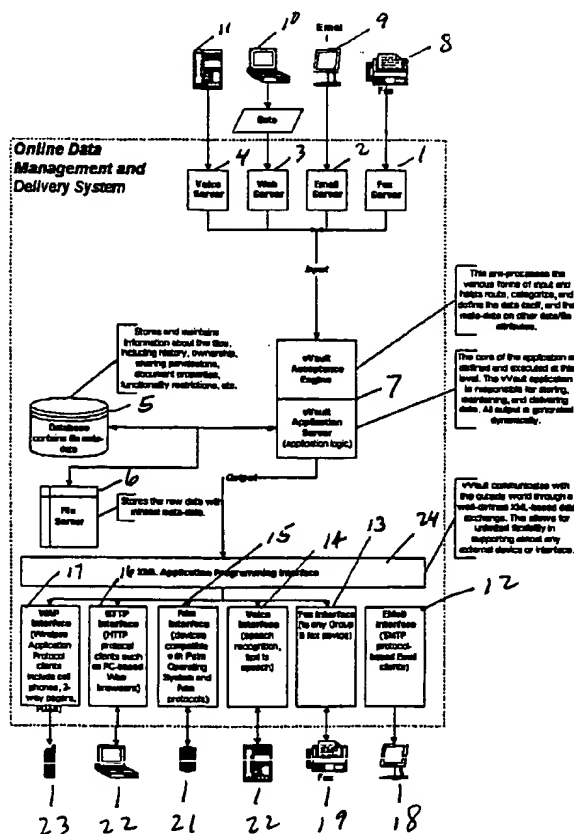 11
10
9
8
Email
Fax
Data
Online Data
Management and
Delivery System
4
3
2
1
Voice
Server
Web
Server
Email
Server
Fax
Server
Input
This pre-processes the
various forms of input and
helps route, categorize, and
define the data itself, and the
meta-data on other data/file
attributes.
Stores and maintains
information about the files,
including history, ownership,
sharing permissions,
document properties,
functionality restrictions, etc.
vVault
Acceptance
Engine
7
vVault
Application
Server
(application logic)
The core of the application is
defined and executed at this
level. The vVault application
is responsible for storing,
maintaining, and delivering
data. All output is generated
dynamically.
5
Database
contains file meta-
data
6
File
Server
Stores the raw data with
minimal meta-data.
Output
vVault communicates with
the outside world through a
well-defined XML-based data
exchange. This allows for
unlimited flexibility in
supporting almost any
external device or interface.
15
14
13
24
XML Application Programming Interface
17
16
12
WAP
Interface
(Wireless
Application
Protocol
clients
include cell
phones, 2-
way pagers,
HTTP
Interface
(HTTP
protocol
clients such
as PC-based
Web
browsers)
Palm
Interface
(devices
compatible
with Palm
Operating
System and
Palm
protocols)
Voice
Interface
(speech
recognition,
text to
speech)
Fax Interface
(to any Group
3 fax device)
EMail
Interface
(SMTP
protocol-
based Email
clients)
Fax
23
22
21
22
19
18